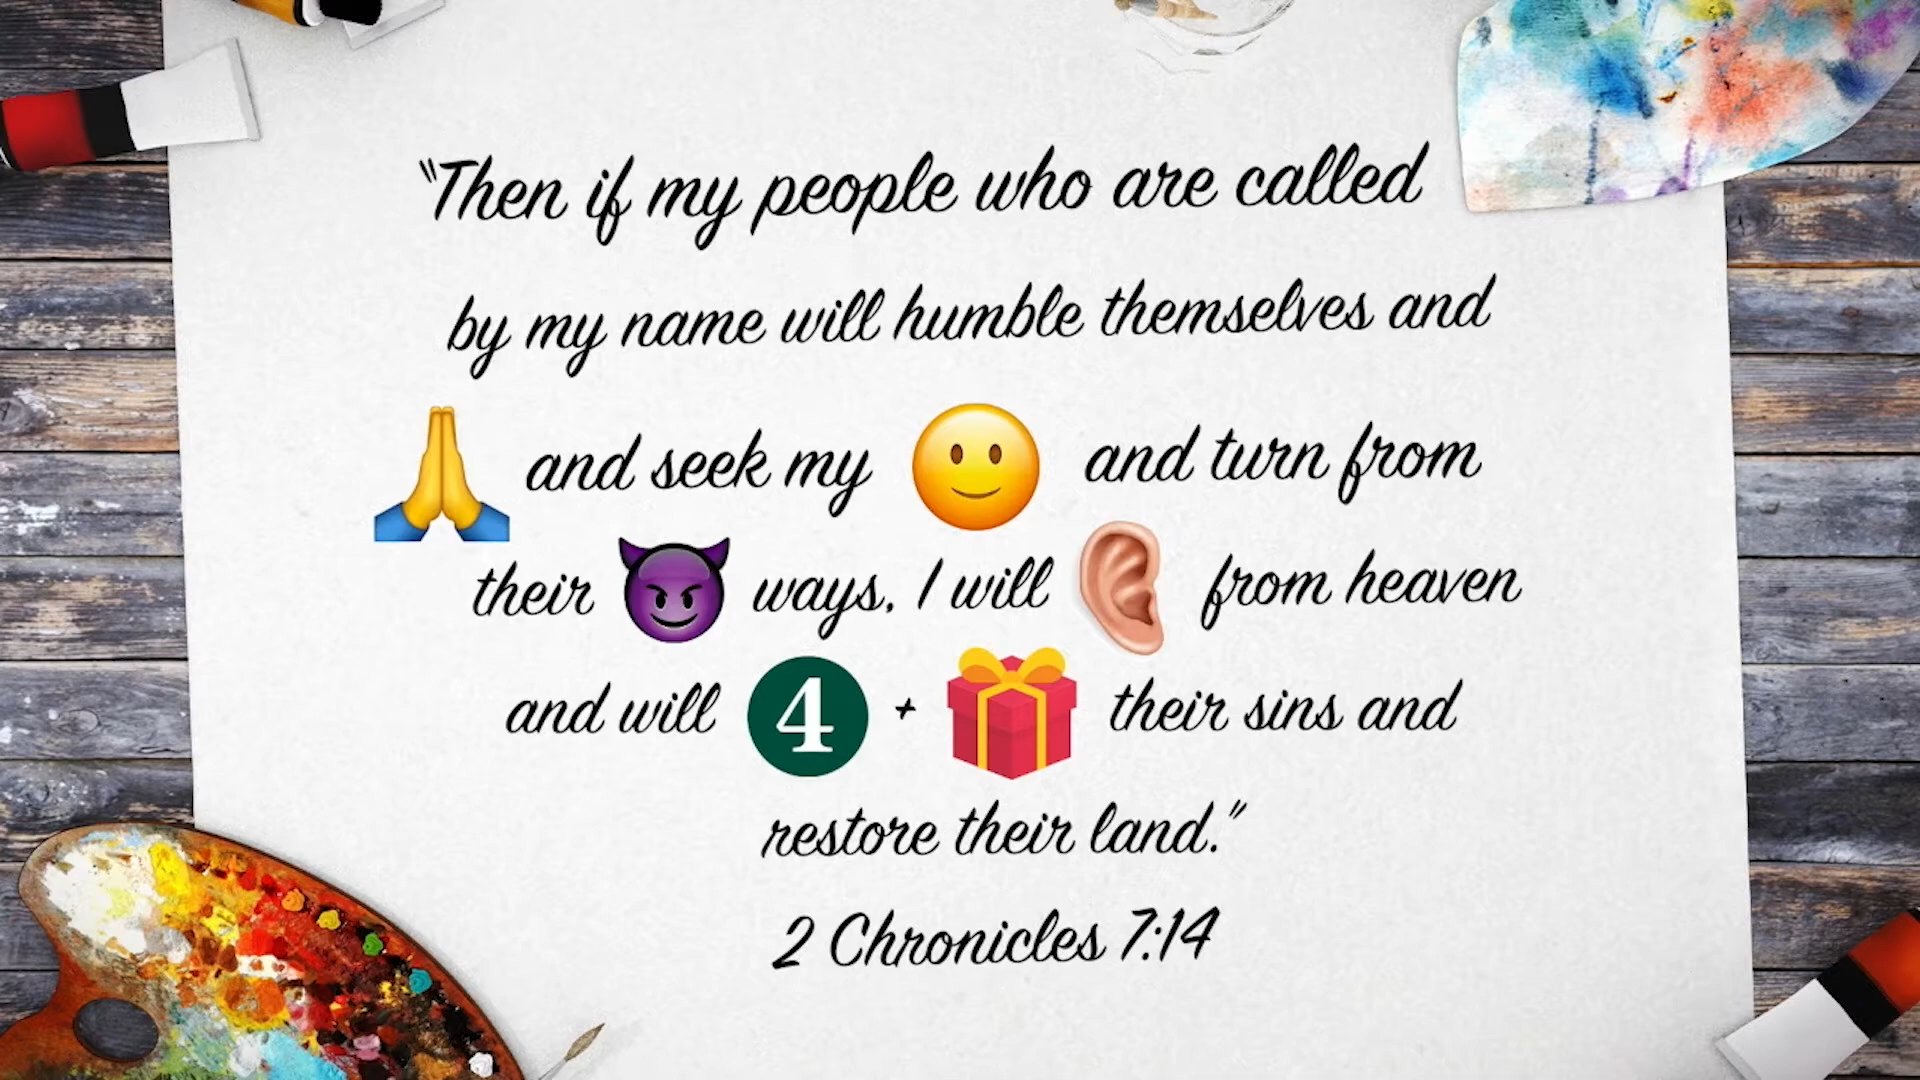 "Then if my people who are called
by my name will humble themselves and
🙏 and seek my 🙂 and turn from
their 😈 ways, I will 👂 from heaven
and will 4 + 🎁 their sins and
restore their land."
2 Chronicles 7:14